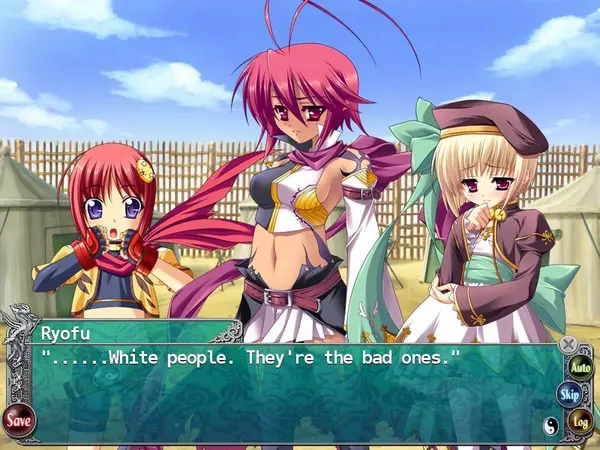 Ryofu
"......White people. They're the bad ones."
Auto
Skip
Save
Log